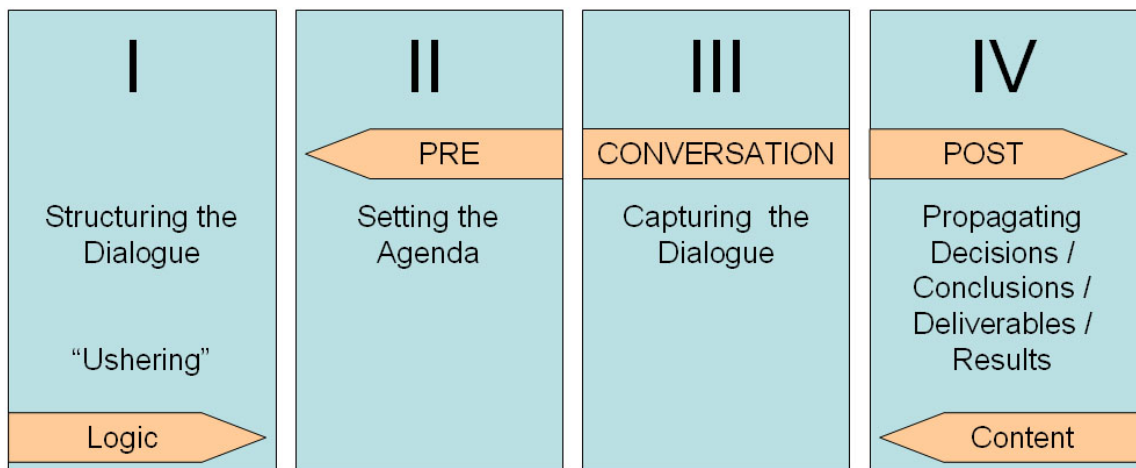 I
Structuring the
Dialogue
“Ushering”
Logic
II
PRE
Setting the
Agenda
III
CONVERSATION
Capturing the
Dialogue
IV
POST
Propagating
Decisions /
Conclusions /
Deliverables /
Results
Content